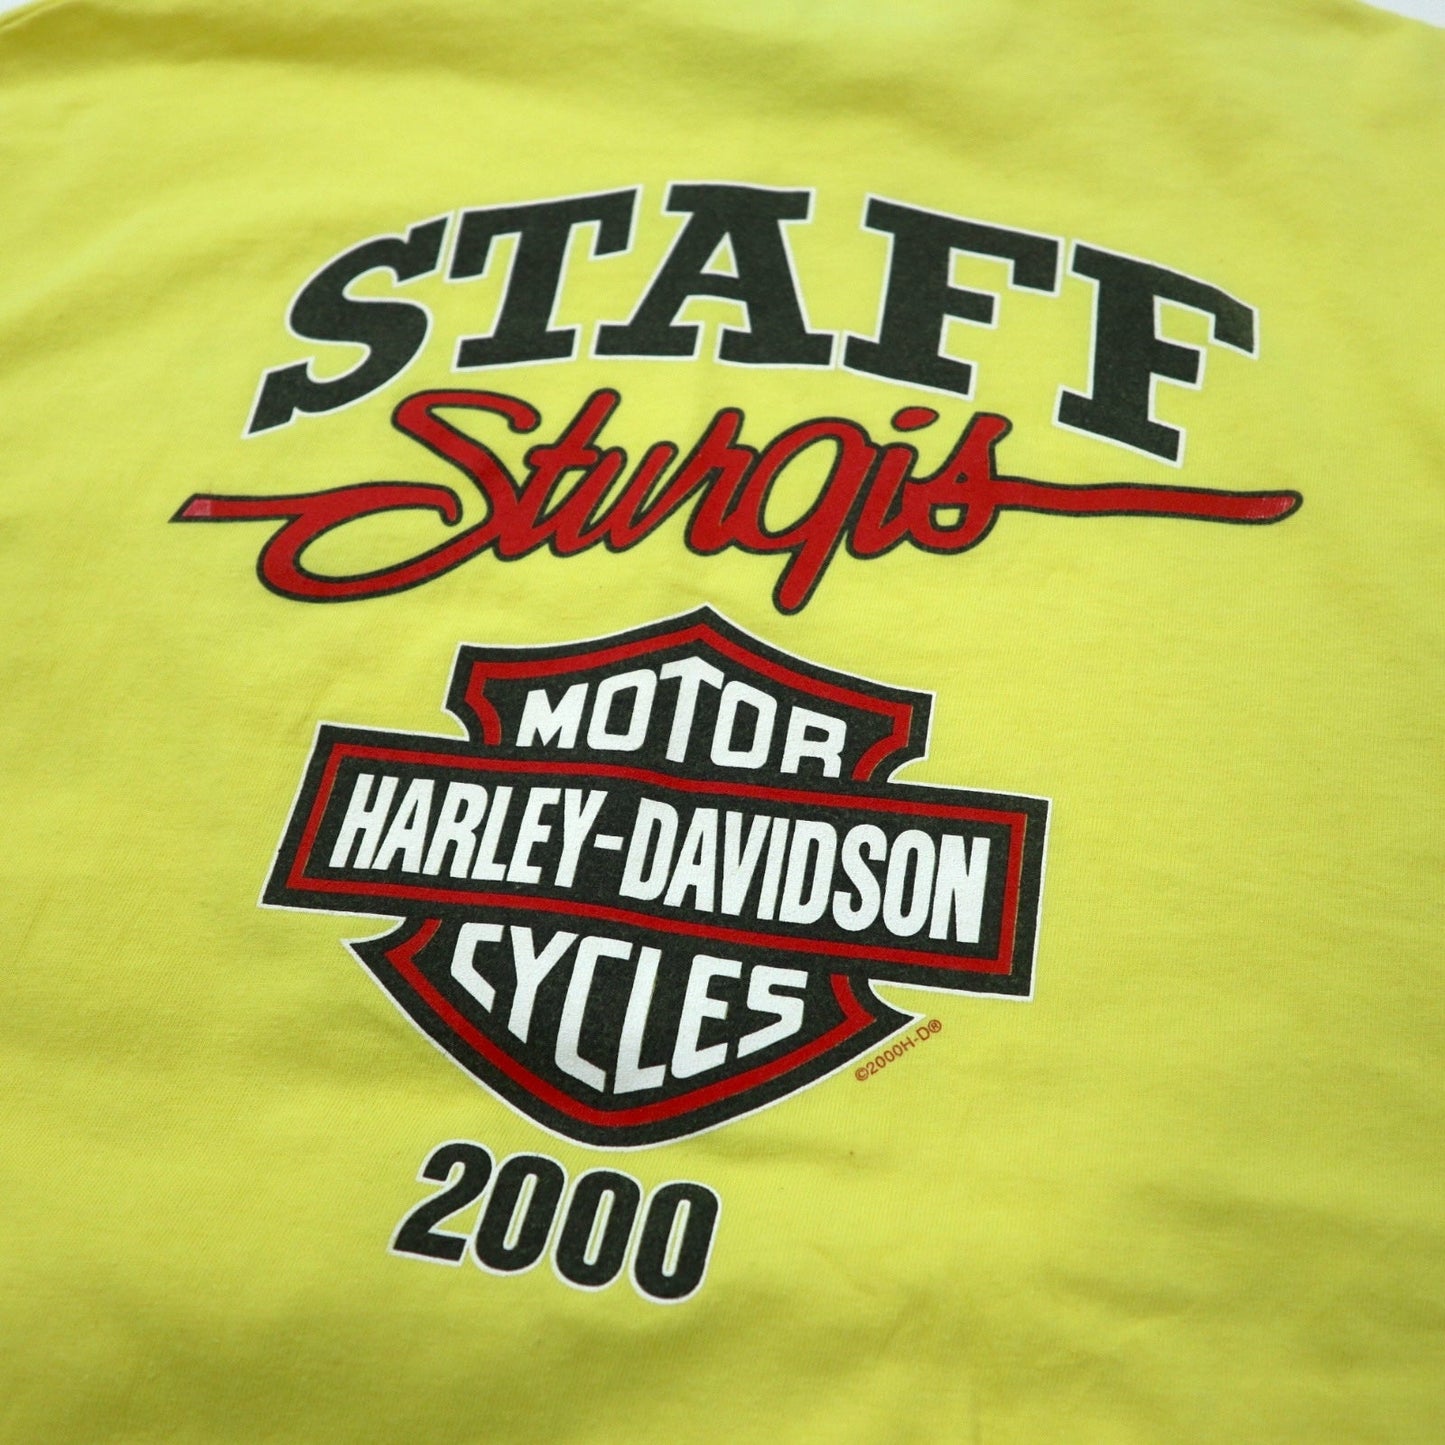 STAFF
Sturgis
MOTOR
HARLEY-DAVIDSON
CYCLES
©2000H-D®
2000